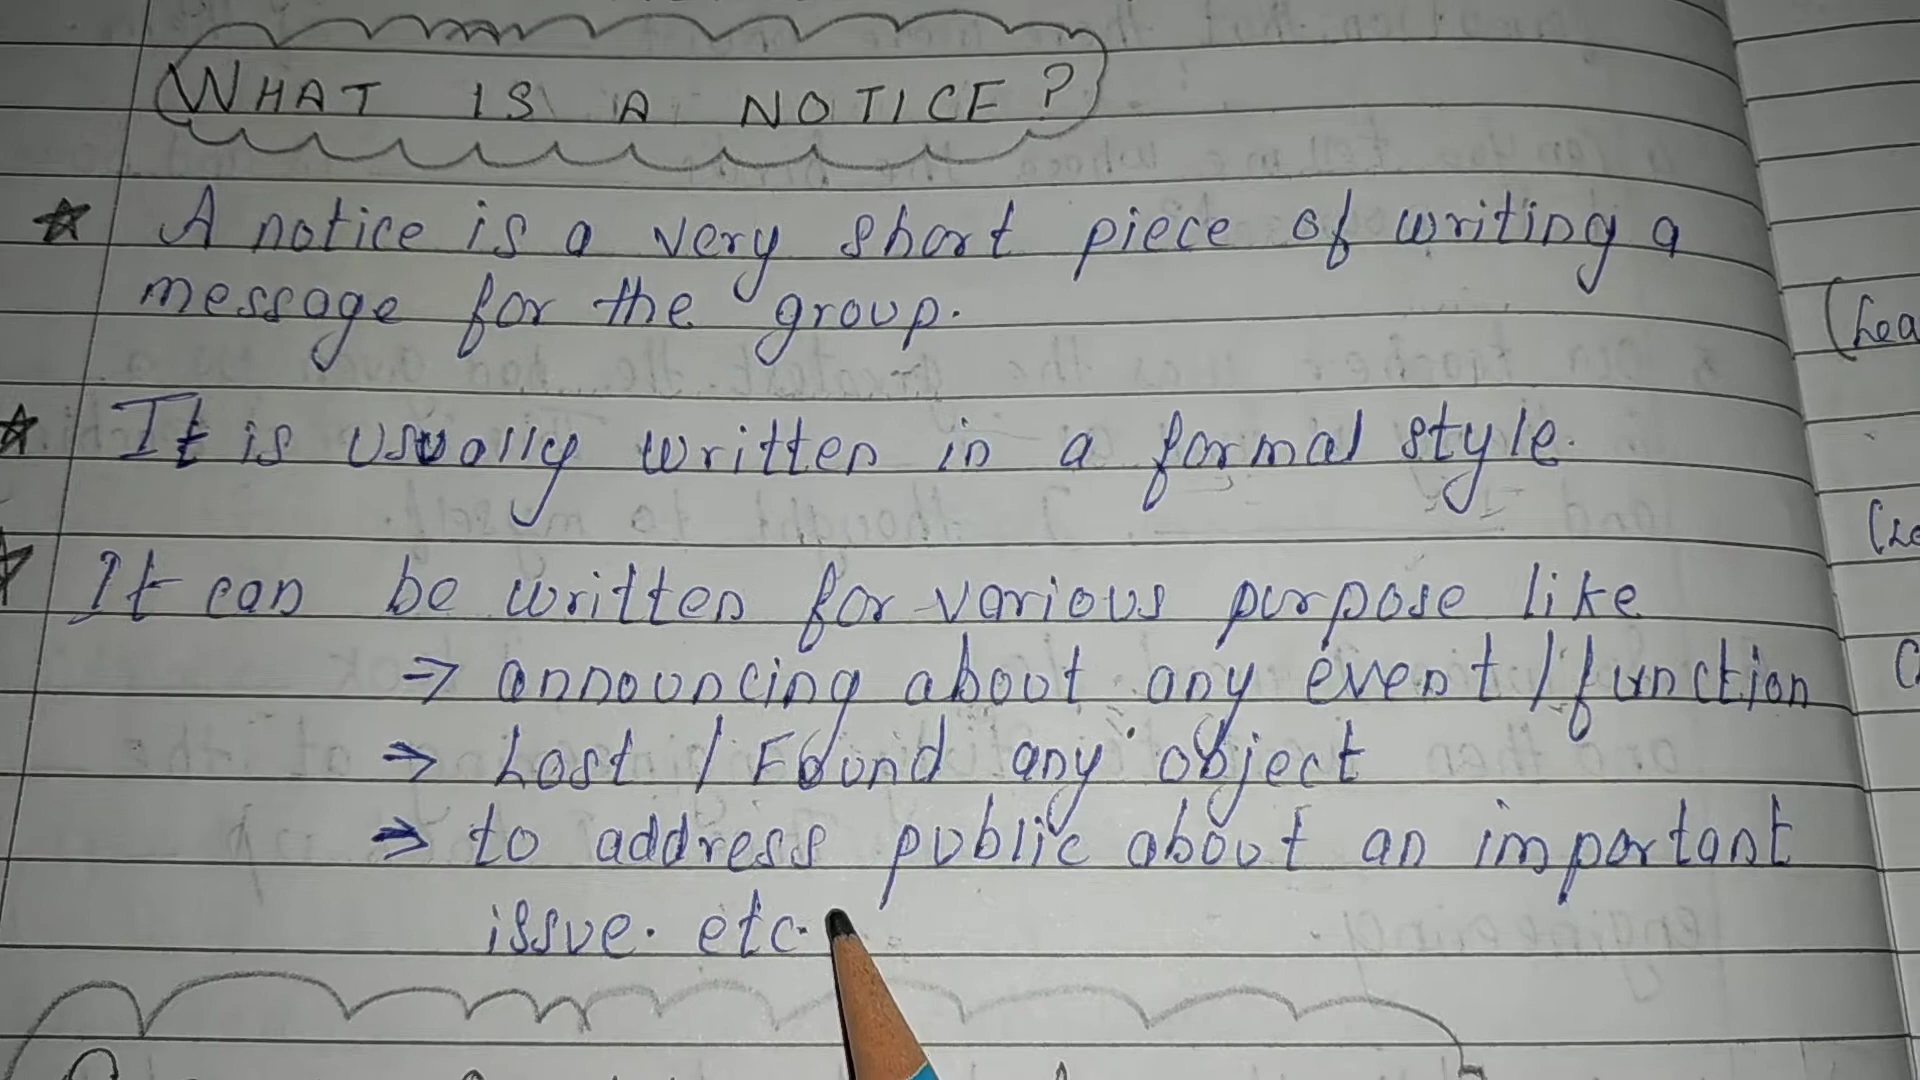 WHAT IS A NOTICE?
A notice is a very short piece of writing a
message for the group.
It is usually written in a formal style.
It can be written for various purpose like
⇒ announcing about any event / function
⇒ Lost / Found any object
⇒ to address public about an important
issue. etc.